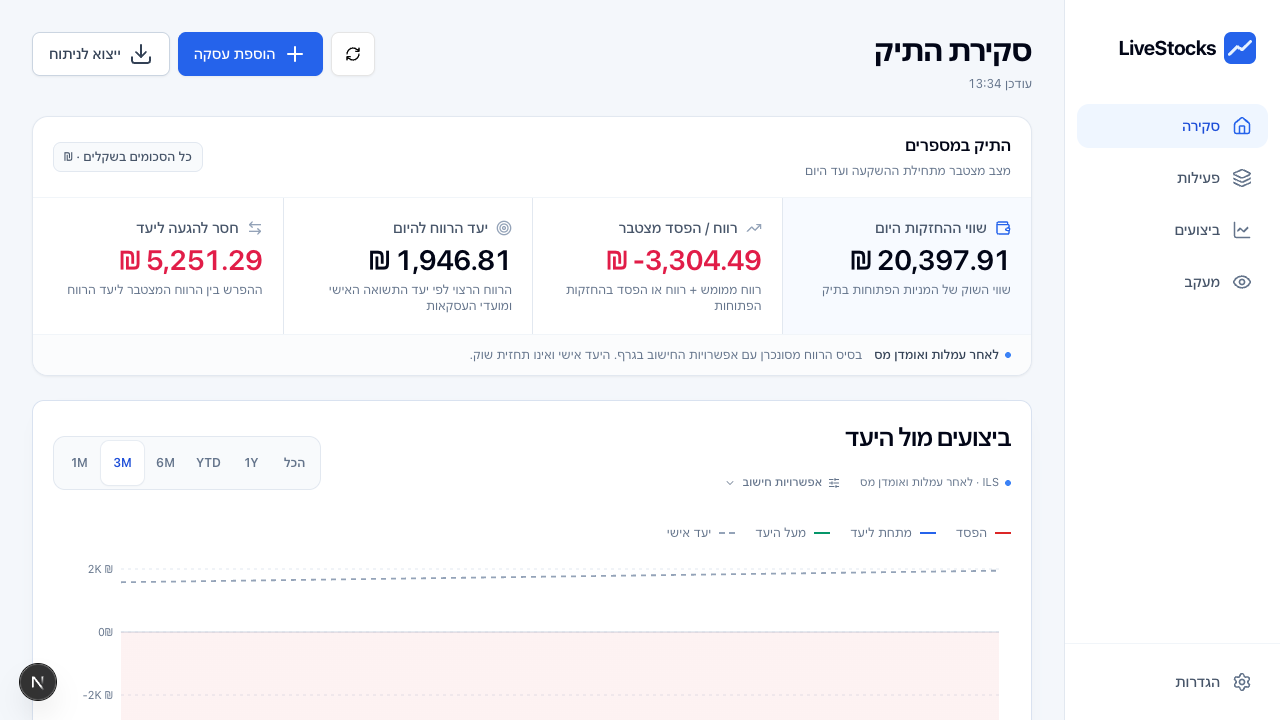 LiveStocks
סקירה
פעילות
ביצועים
מעקב
הגדרות
סקירת התיק
עודכן 13:34
הוספת עסקה
ייצוא לניתוח
התיק במספרים
מצב מצטבר מתחילת ההשקעה ועד היום
כל הסכומים בשקלים · ₪
שווי ההחזקות היום
20,397.91 ₪
שווי השוק של המניות הפתוחות בתיק
רווח / הפסד מצטבר
-3,304.49 ₪
רווח ממומש + רווח או הפסד בהחזקות
הפתוחות
יעד הרווח להיום
1,946.81 ₪
הרווח הרצוי לפי יעד התשואה האישי
ומועדי העסקאות
חסר להגעה ליעד
5,251.29 ₪
ההפרש בין הרווח המצטבר ליעד הרווח
לאחר עמלות ואומדן מס בסיס הרווח מסונכרן עם אפשרויות החישוב בגרף. היעד אישי ואינו תחזית שוק.
ביצועים מול היעד
הכל 1Y YTD 6M 3M 1M
ILS · לאחר עמלות ואומדן מס
אפשרויות חישוב
הפסד
מתחת ליעד
מעל היעד
יעד אישי
2K ₪
0₪
-2K ₪
N